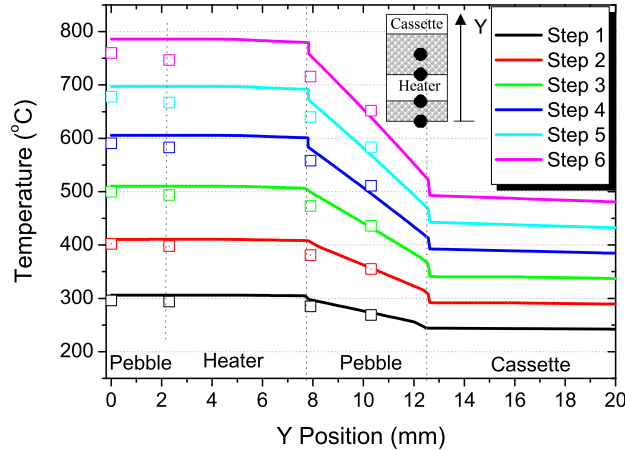 Temperature (°C)
800
700
600
500
400
300
200
Cassette
Heater
Y
Step 1
Step 2
Step 3
Step 4
Step 5
Step 6
Pebble
Heater
Pebble
Cassette
0 2 4 6 8 10 12 14 16 18 20
Y Position (mm)